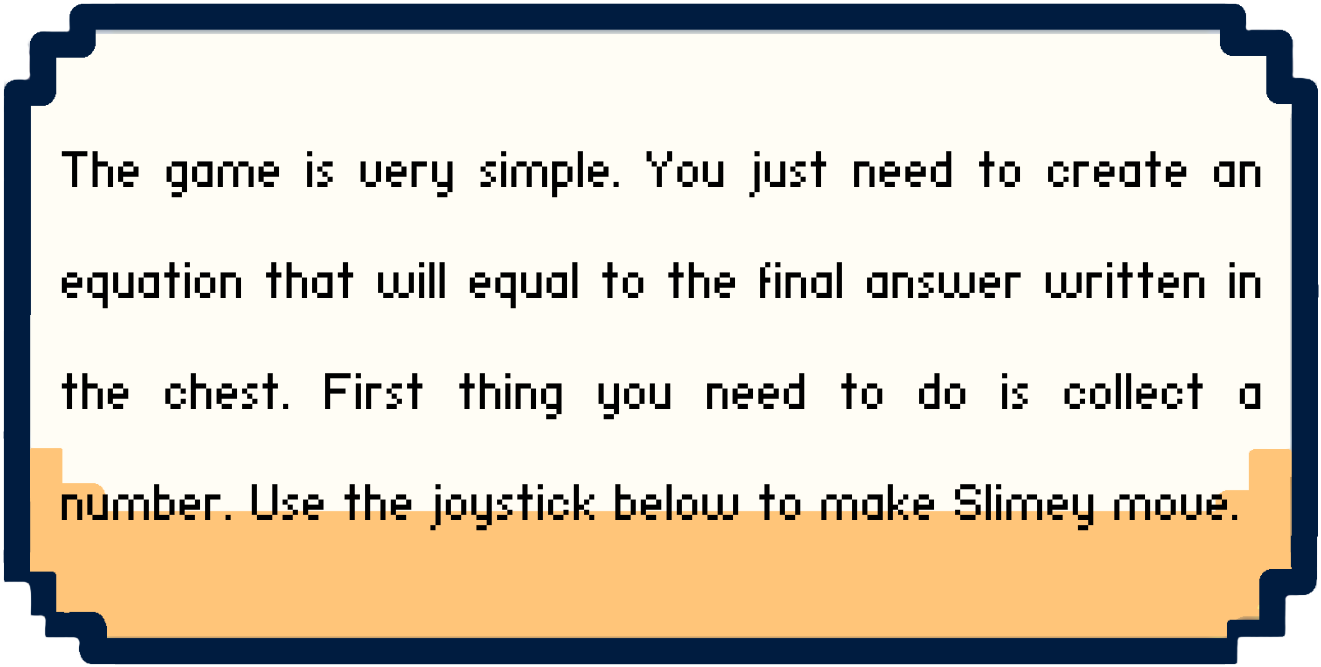 The game is very simple. You just need to create an
equation that will equal to the final answer written in
the chest. First thing you need to do is collect a
number. Use the joystick below to make Slimey move.